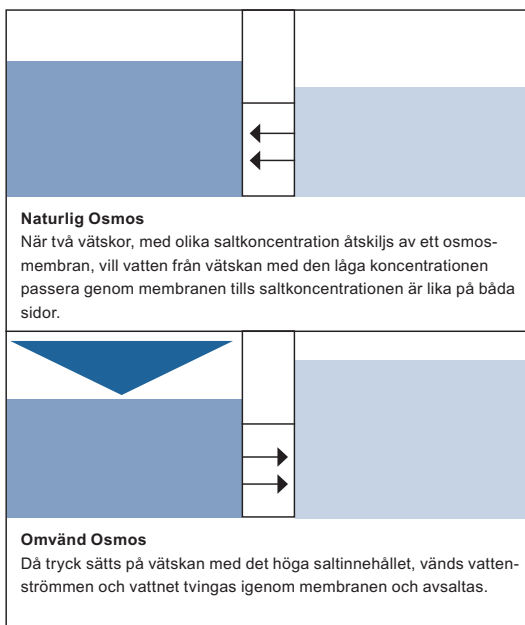 Naturlig Osmos
När två vätskor, med olika saltkoncentration åtskiljs av ett osmos-
membran, vill vatten från vätskan med den låga koncentrationen
passera genom membranen tills saltkoncentrationen är lika på båda
sidor.
Omvänd Osmos
Då tryck sätts på vätskan med det höga saltinnehållet, vänds vatten-
strömmen och vattnet tvingas igenom membranen och avsaltas.